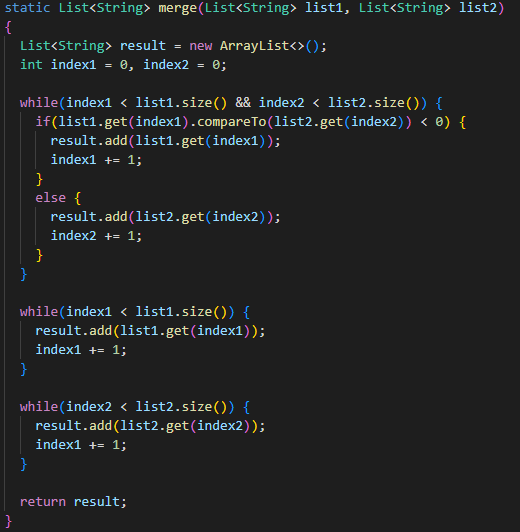 static List<String> merge(List<String> list1, List<String> list2)
{
  List<String> result = new ArrayList<>();
  int index1 = 0, index2 = 0;

  while(index1 < list1.size() && index2 < list2.size()) {
    if(list1.get(index1).compareTo(list2.get(index2)) < 0) {
      result.add(list1.get(index1));
      index1 += 1;
    }
    else {
      result.add(list2.get(index2));
      index2 += 1;
    }
  }

  while(index1 < list1.size()) {
    result.add(list1.get(index1));
    index1 += 1;
  }

  while(index2 < list2.size()) {
    result.add(list2.get(index2));
    index1 += 1;
  }

  return result;
}